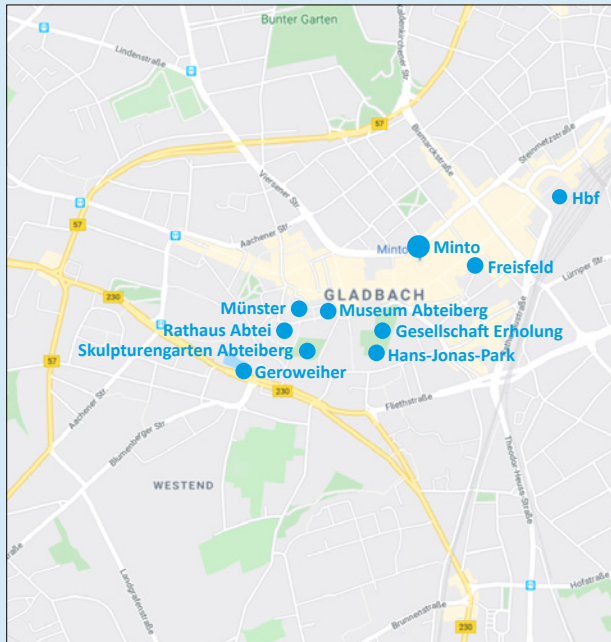 Bunter Garten
Lindenstraße
Kaldenkirchener Str.
57
Bismarckstraße
Steinmetzstraße
Viersener Str.
Hbf
57
Aachener Str.
Minto
Minto
Freisfeld
Lürriper Str.
230
GLADBACH
Münster
Museum Abteiberg
Rathaus Abtei
Gesellschaft Erholung
Skulpturengarten Abteiberg
Hans-Jonas-Park
57
Geroweiher
230
Fliethstraße
Aachener Str.
Blumenberger Str.
Theodor-Heuss-Straße
WESTEND
Landgrafenstraße
Hofstraße
Brunnenstraße
230